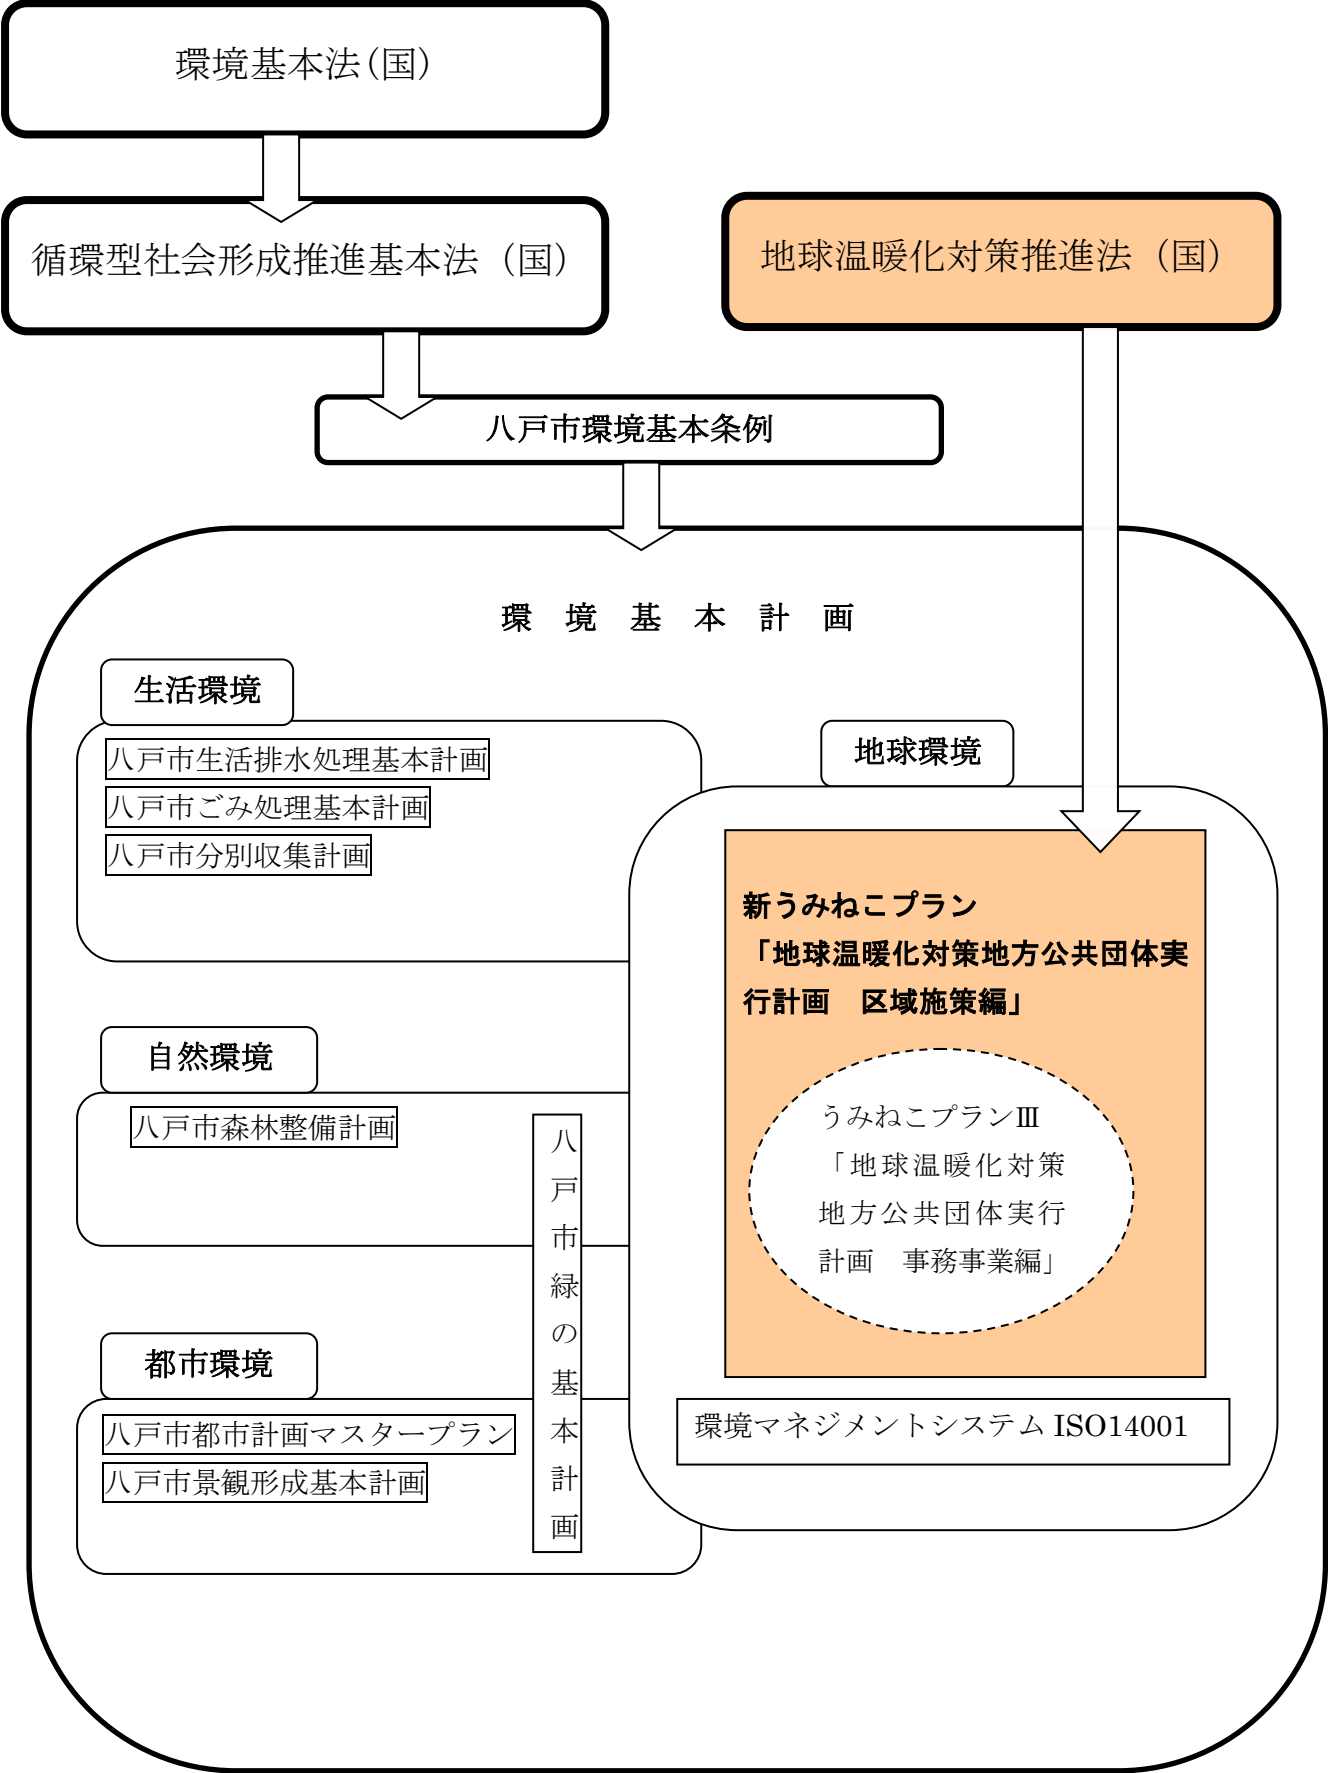 環境基本法(国)
循環型社会形成推進基本法（国）
地球温暖化対策推進法（国）
八戸市環境基本条例
環　境　基　本　計　画
生活環境
八戸市生活排水処理基本計画
八戸市ごみ処理基本計画
八戸市分別収集計画
地球環境
新うみねこプラン
「地球温暖化対策地方公共団体実
行計画　区域施策編」
うみねこプランⅢ
「地球温暖化対策
地方公共団体実行
計画　事務事業編」
環境マネジメントシステム ISO14001
自然環境
八戸市森林整備計画
八戸市緑の基本計画
都市環境
八戸市都市計画マスタープラン
八戸市景観形成基本計画